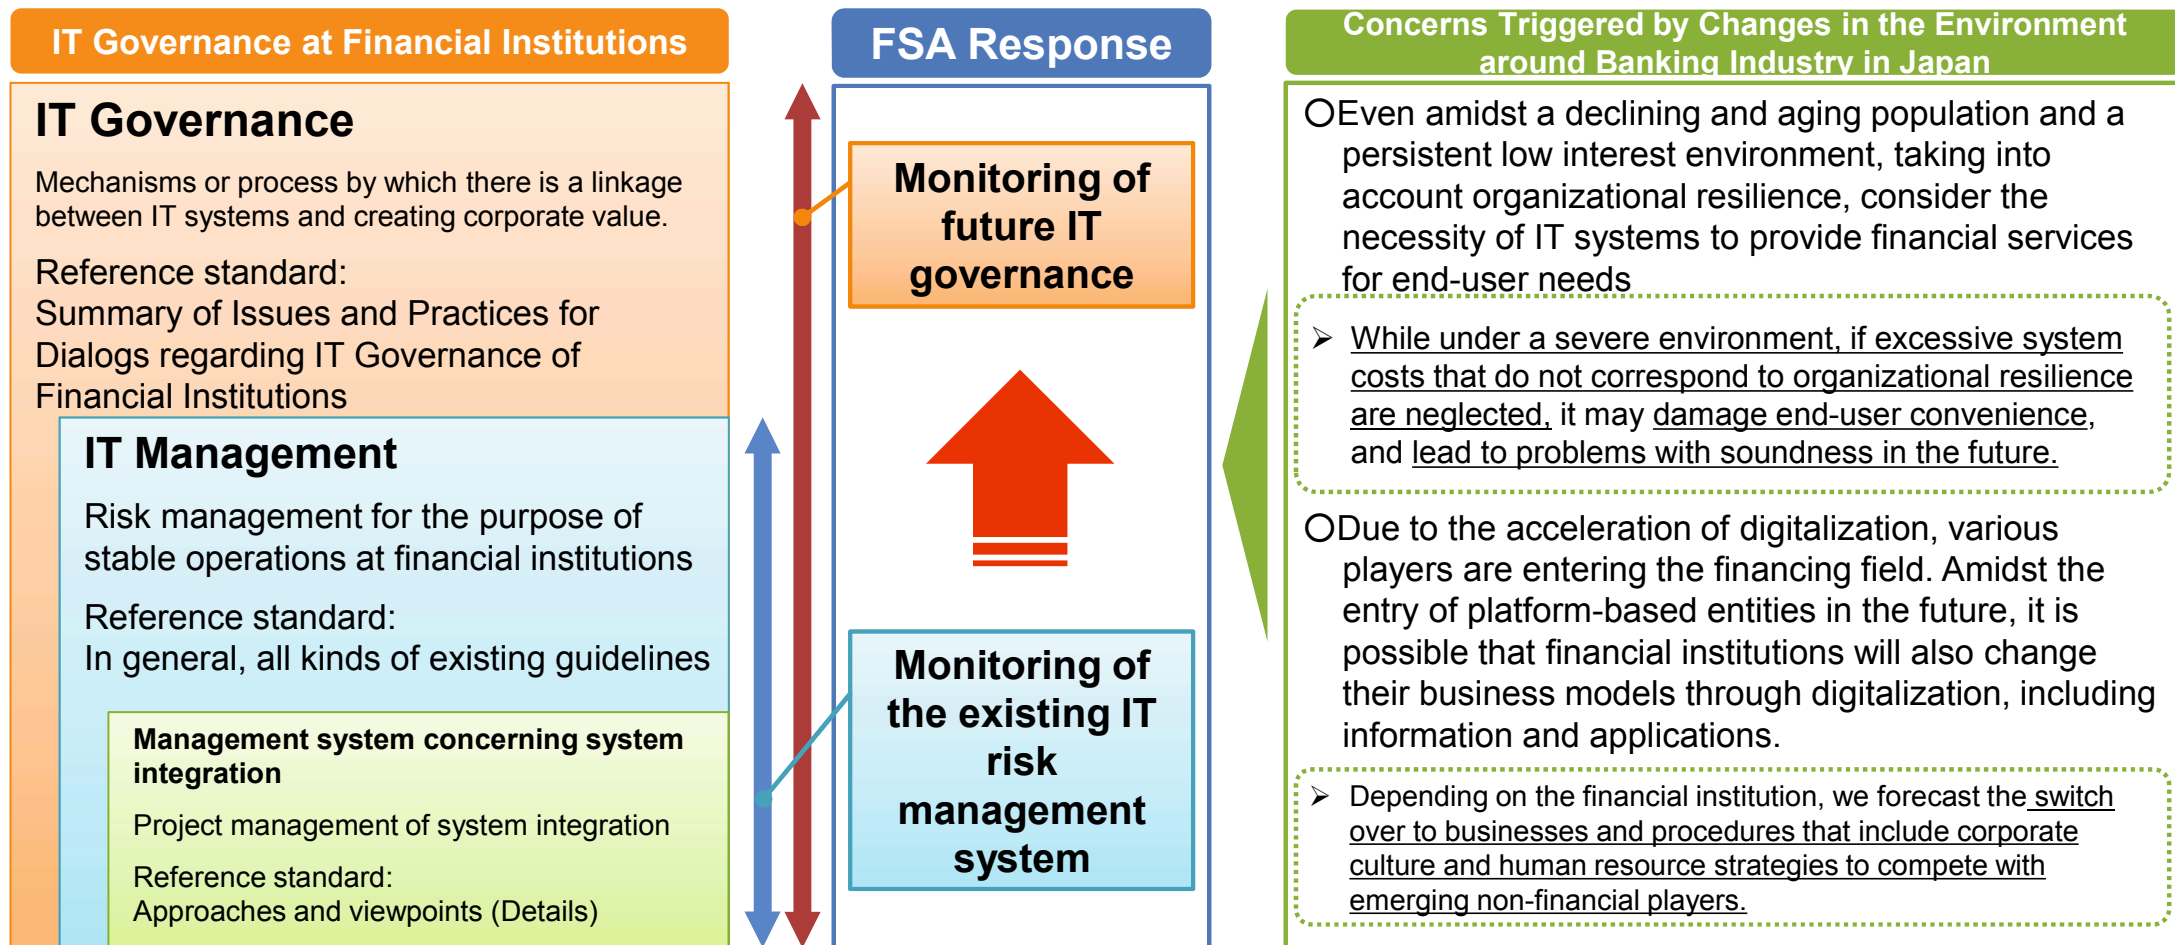 IT Governance at Financial Institutions
IT Governance
Mechanisms or process by which there is a linkage
between IT systems and creating corporate value.
Reference standard:
Summary of Issues and Practices for
Dialogs regarding IT Governance of
Financial Institutions
IT Management
Risk management for the purpose of
stable operations at financial institutions
Reference standard:
In general, all kinds of existing guidelines
Management system concerning system
integration
Project management of system integration
Reference standard:
Approaches and viewpoints (Details)
FSA Response
Monitoring of
future IT
governance
Monitoring of
the existing IT
risk
management
system
Concerns Triggered by Changes in the Environment
around Banking Industry in Japan
○Even amidst a declining and aging population and a
persistent low interest environment, taking into
account organizational resilience, consider the
necessity of IT systems to provide financial services
for end-user needs
➢ While under a severe environment, if excessive system
costs that do not correspond to organizational resilience
are neglected, it may damage end-user convenience,
and lead to problems with soundness in the future.
○Due to the acceleration of digitalization, various
players are entering the financing field. Amidst the
entry of platform-based entities in the future, it is
possible that financial institutions will also change
their business models through digitalization, including
information and applications.
➢ Depending on the financial institution, we forecast the switch
over to businesses and procedures that include corporate
culture and human resource strategies to compete with
emerging non-financial players.